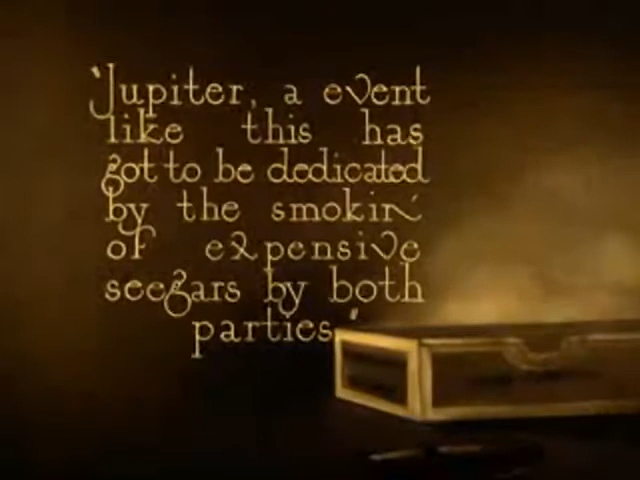 "Jupiter, a event
like this has
got to be dedicated
by the smokin'
of expensive
seegars by both
parties."